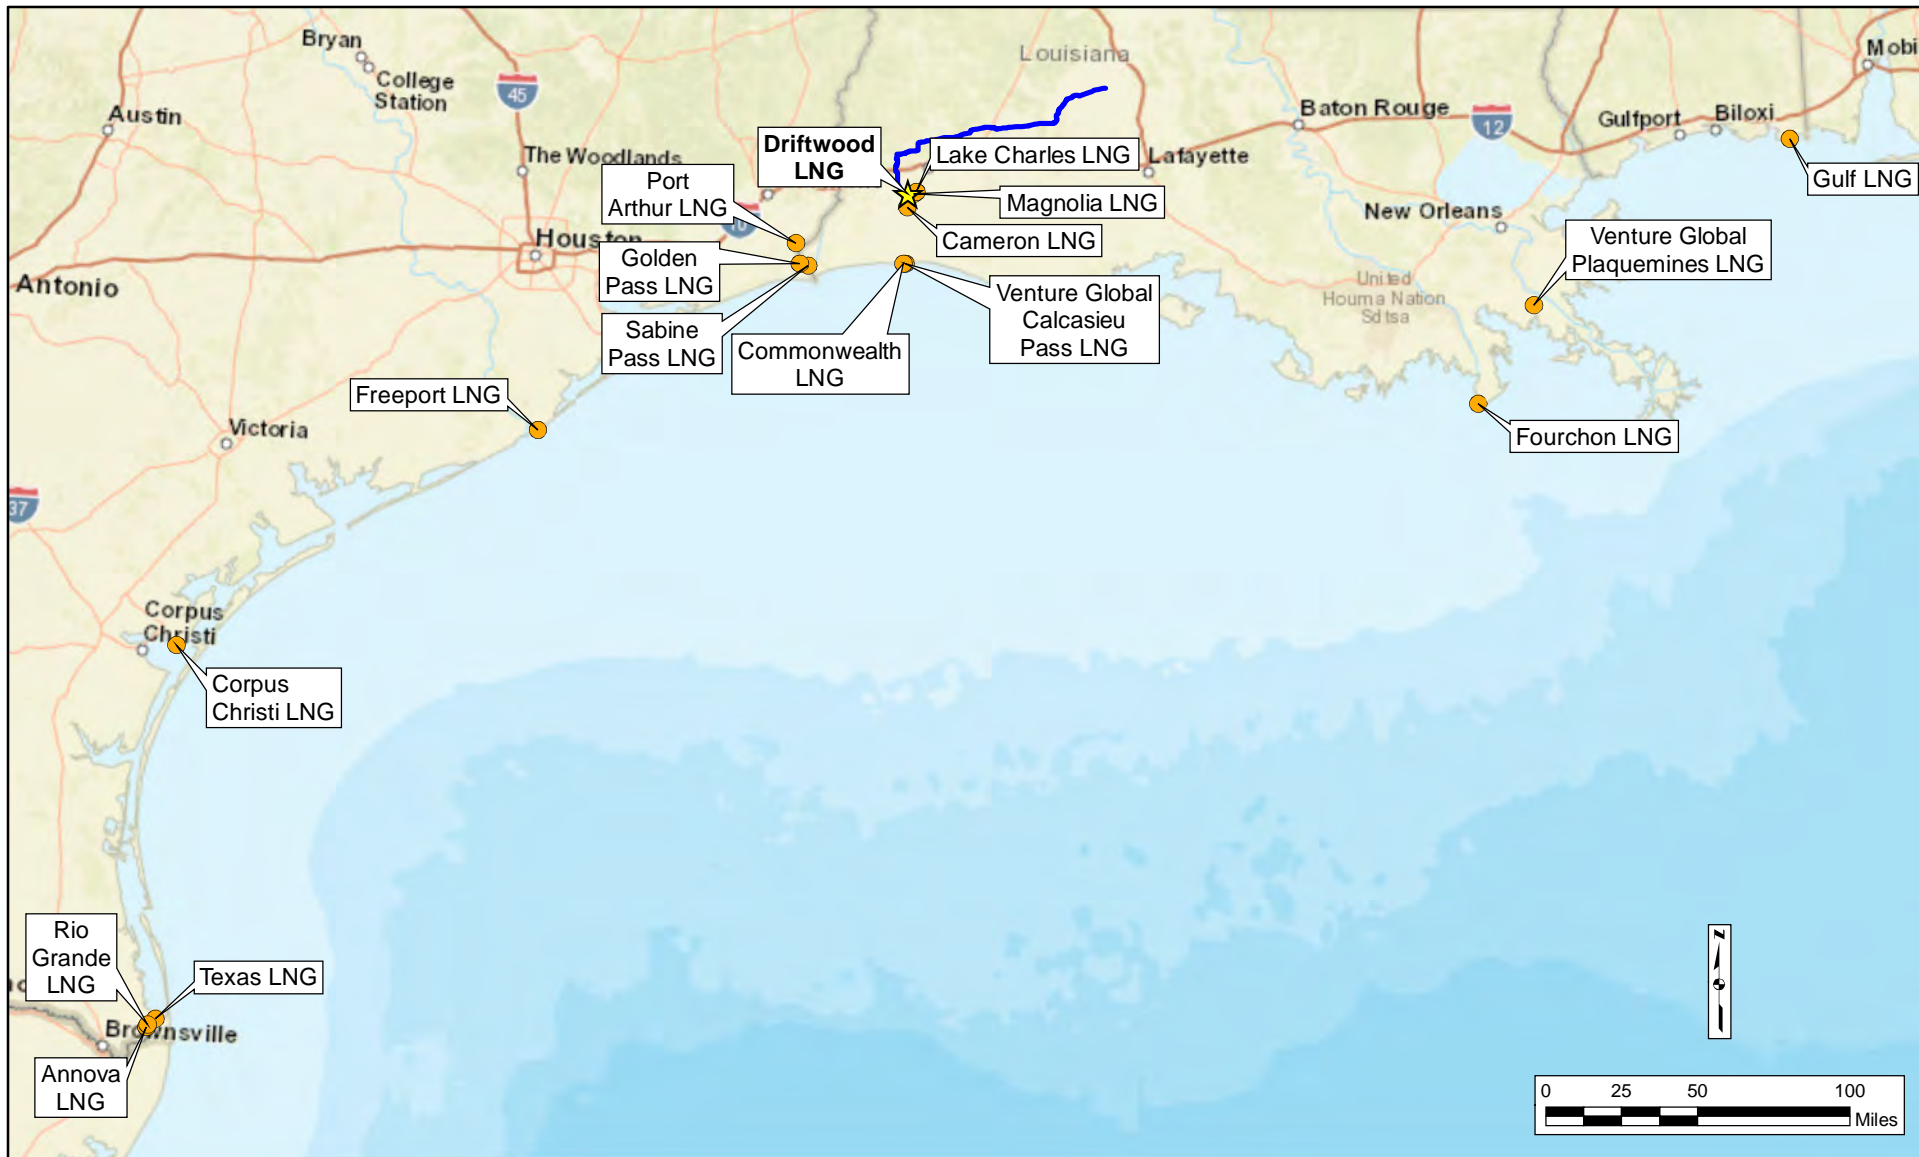 Bryan
College
Station
45
Austin
The Woodlands
Houston
Antonio
37
Victoria
Louisiana
Baton Rouge
12
Gulfport
Biloxi
Mobi
Lafayette
New Orleans
United
Houma Nation
Sdtsa
Driftwood
LNG
Lake Charles LNG
Magnolia LNG
Cameron LNG
Port
Arthur LNG
10
Golden
Pass LNG
Sabine
Pass LNG
Commonwealth
LNG
Venture Global
Calcasieu
Pass LNG
Gulf LNG
Venture Global
Plaquemines LNG
Fourchon LNG
Freeport LNG
Corpus
Christi
Corpus
Christi LNG
Rio
Grande
LNG
Texas LNG
Brownsville
Annova
LNG
N
0 25 50 100
Miles